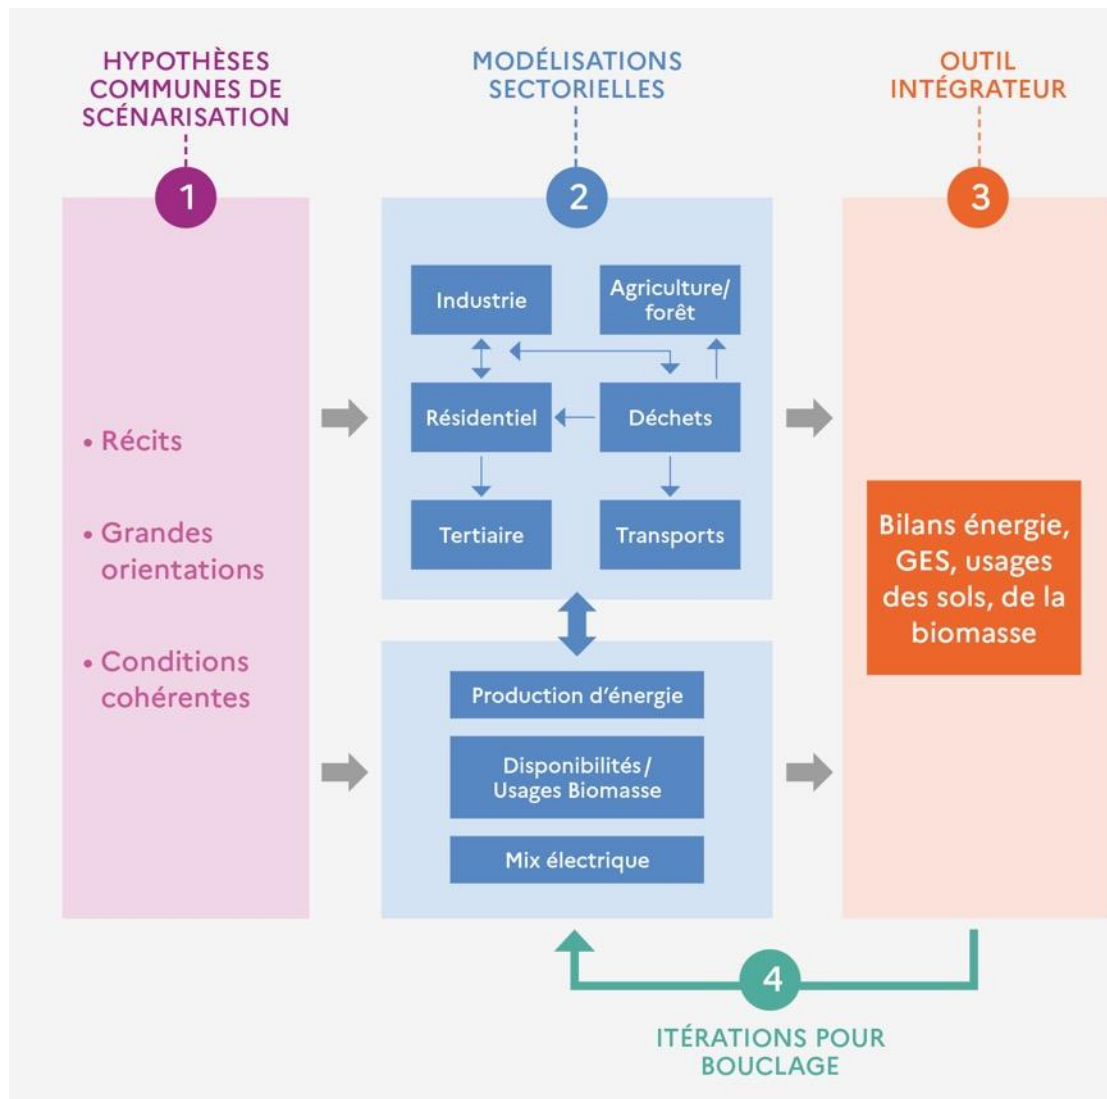 HYPOTHÈSES
COMMUNES DE
SCÉNARISATION
1
• Récits
• Grandes
orientations
• Conditions
cohérentes
MODÉLISATIONS
SECTORIELLES
2
Industrie
Agriculture/
forêt
Résidentiel
Déchets
Tertiaire
Transports
Production d’énergie
Disponibilités/
Usages Biomasse
Mix électrique
OUTIL
INTÉGRATEUR
3
Bilans énergie,
GES, usages
des sols, de la
biomasse
4
ITÉRATIONS POUR
BOUCLAGE